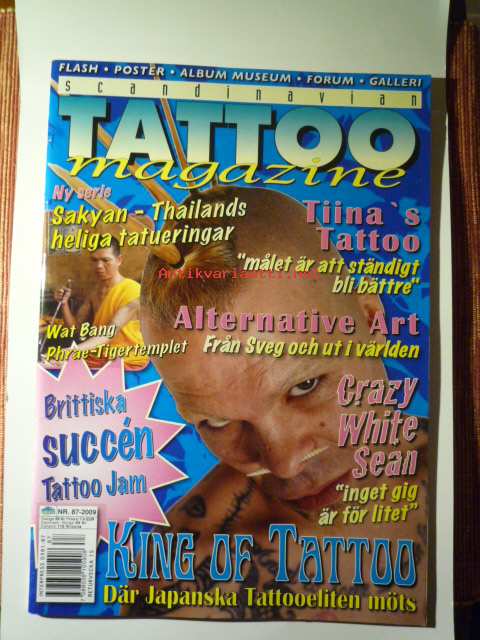 FLASH • POSTER • ALBUM MUSEUM • FORUM • GALLERI
scandinavian
TATTOO
magazine
Ny serie
Sakyan - Thailands
heliga tatueringar
Tiina`s
Tattoo
"målet är att ständigt
bli bättre"
Antikvariaatti.net
Alternative Art
Från Sveg och ut i världen
Wat Bang
Phrae-Tigertemplet
Crazy
White
Sean
"inget gig
är för litet"
Brittiska
succén
Tattoo Jam
NR. 87-2009
KING OF TATTOO
Där Japanska Tattooeliten möts